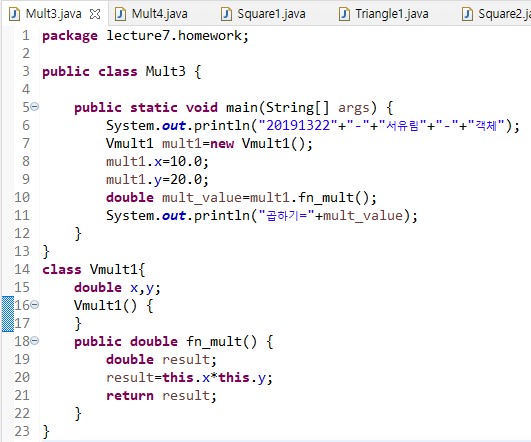 Mult3.java Mult4.java Square1.java Triangle1.java Square2.ja
1 package lecture7.homework;
2
3 public class Mult3 {
4
5 public static void main(String[] args) {
6 System.out.println("20191322"+"-"+"서유림"+"-"+"객체");
7 Vmult1 mult1=new Vmult1();
8 mult1.x=10.0;
9 mult1.y=20.0;
10 double mult_value=mult1.fn_mult();
11 System.out.println("곱하기="+mult_value);
12 }
13 }
14 class Vmult1{
15 double x,y;
16 Vmult1() {
17 }
18 public double fn_mult() {
19 double result;
20 result=this.x*this.y;
21 return result;
22 }
23 }